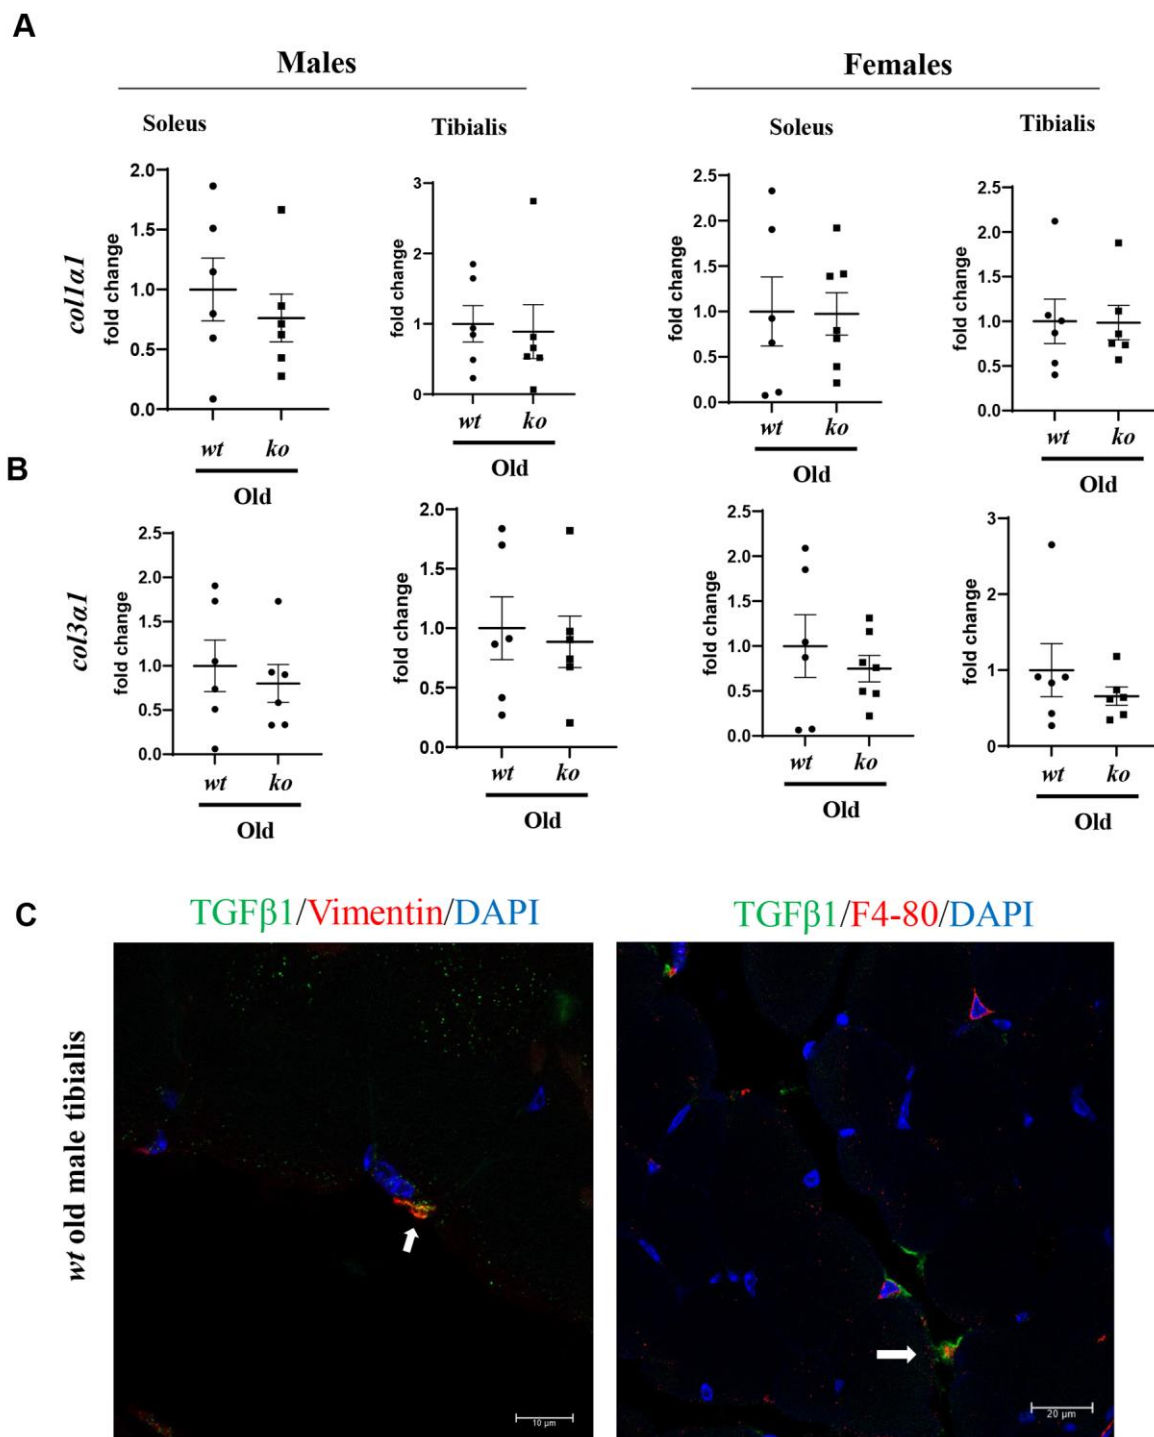 A
Males
Females
Soleus
Tibialis
Soleus
Tibialis
col1α1
fold change
2.0
1.5
1.0
0.5
0.0
wt ko
Old
fold change
3
2
1
0
wt ko
Old
fold change
2.5
2.0
1.5
1.0
0.5
0.0
wt ko
Old
fold change
2.5
2.0
1.5
1.0
0.5
0.0
wt ko
Old
B
col3α1
fold change
2.5
2.0
1.5
1.0
0.5
0.0
wt ko
Old
fold change
2.0
1.5
1.0
0.5
0.0
wt ko
Old
fold change
2.5
2.0
1.5
1.0
0.5
0.0
wt ko
Old
fold change
3
2
1
0
wt ko
Old
C
TGFβ1/Vimentin/DAPI
TGFβ1/F4-80/DAPI
wt old male tibialis
10 µm
20 µm